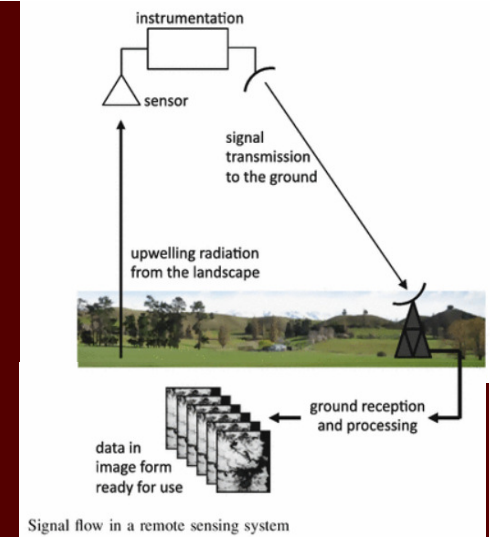 instrumentation
sensor
signal
transmission
to the ground
upwelling radiation
from the landscape
ground reception
and processing
data in
image form
ready for use
Signal flow in a remote sensing system